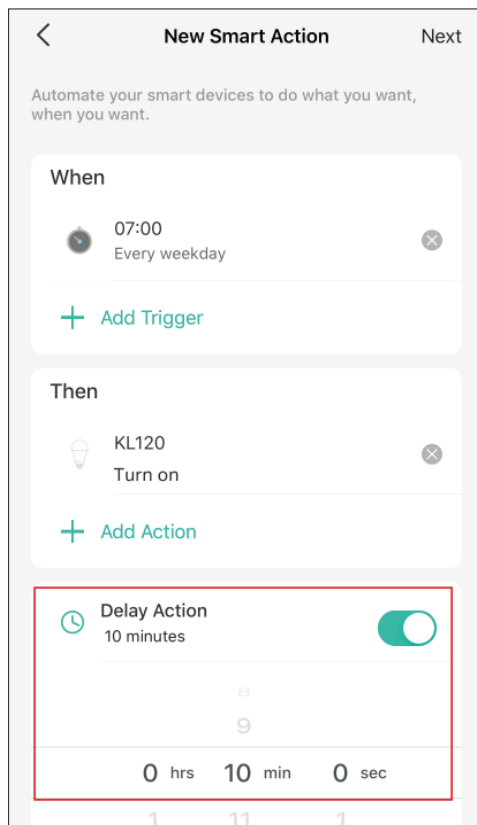 New Smart Action Next
Automate your smart devices to do what you want,
when you want.
When
07:00
Every weekday
Add Trigger
Then
KL120
Turn on
Add Action
Delay Action
10 minutes
8
9
0 hrs 10 min 0 sec
1 11 1